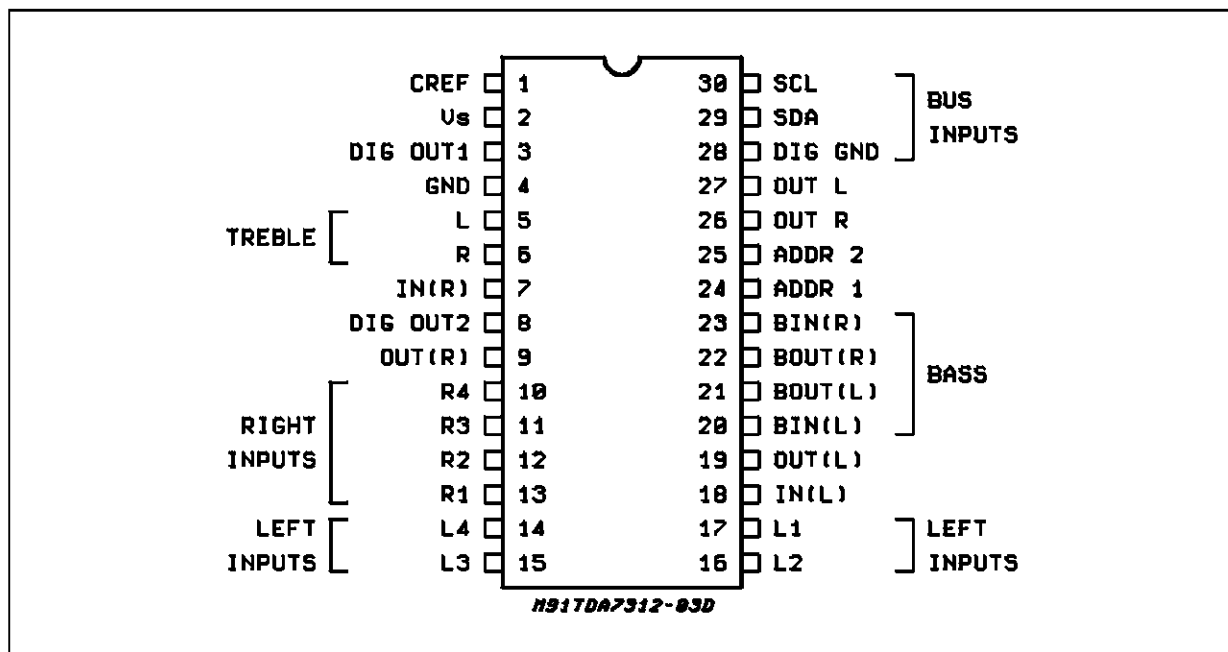 CREF 1 30 SCL
Vs 2 29 SDA
BUS INPUTS
DIG OUT1 3 28 DIG GND
GND 4 27 OUT L
TREBLE
L 5 26 OUT R
R 6 25 ADDR 2
IN(R) 7 24 ADDR 1
DIG OUT2 8 23 BIN(R)
OUT(R) 9 22 BOUT(R)
BASS
R4 10 21 BOUT(L)
RIGHT INPUTS
R3 11 20 BIN(L)
R2 12 19 OUT(L)
R1 13 18 IN(L)
LEFT INPUTS
L4 14 17 L1
LEFT INPUTS
L3 15 16 L2
M91TDA7312-03D